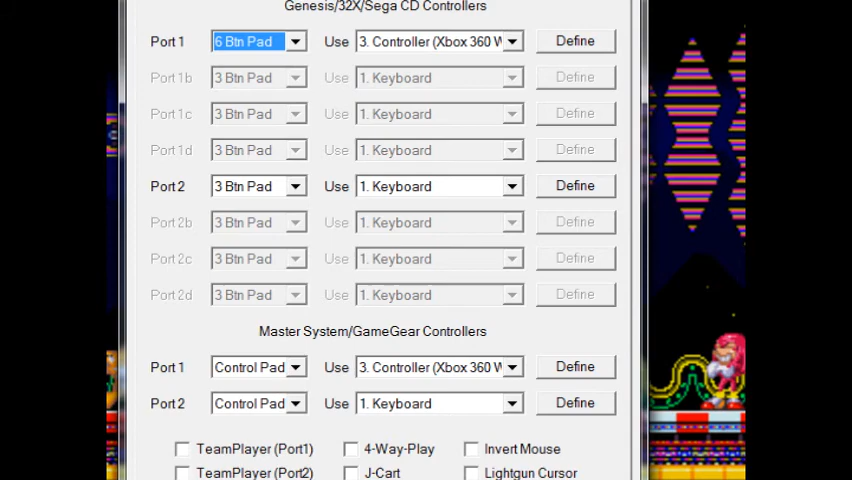 Genesis/32X/Sega CD Controllers
Port 1 6 Btn Pad Use 3. Controller (Xbox 360 W Define
Port 1b 3 Btn Pad Use 1. Keyboard Define
Port 1c 3 Btn Pad Use 1. Keyboard Define
Port 1d 3 Btn Pad Use 1. Keyboard Define
Port 2 3 Btn Pad Use 1. Keyboard Define
Port 2b 3 Btn Pad Use 1. Keyboard Define
Port 2c 3 Btn Pad Use 1. Keyboard Define
Port 2d 3 Btn Pad Use 1. Keyboard Define
Master System/GameGear Controllers
Port 1 Control Pad Use 3. Controller (Xbox 360 W Define
Port 2 Control Pad Use 1. Keyboard Define
TeamPlayer (Port1) 4-Way-Play Invert Mouse
TeamPlayer (Port2) J-Cart Lightgun Cursor